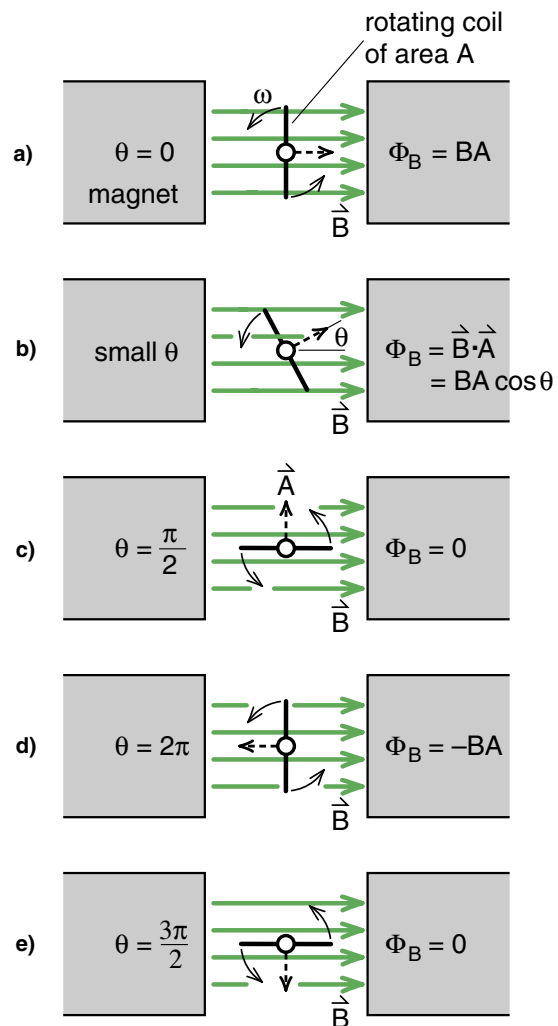 rotating coil
of area A
a)
θ = 0
magnet
ω
B⃗
Φ_B = BA
b)
small θ
θ
B⃗
Φ_B = B⃗·A⃗
= BA cos θ
c)
θ = π/2
A⃗
B⃗
Φ_B = 0
d)
θ = 2π
B⃗
Φ_B = –BA
e)
θ = 3π/2
B⃗
Φ_B = 0